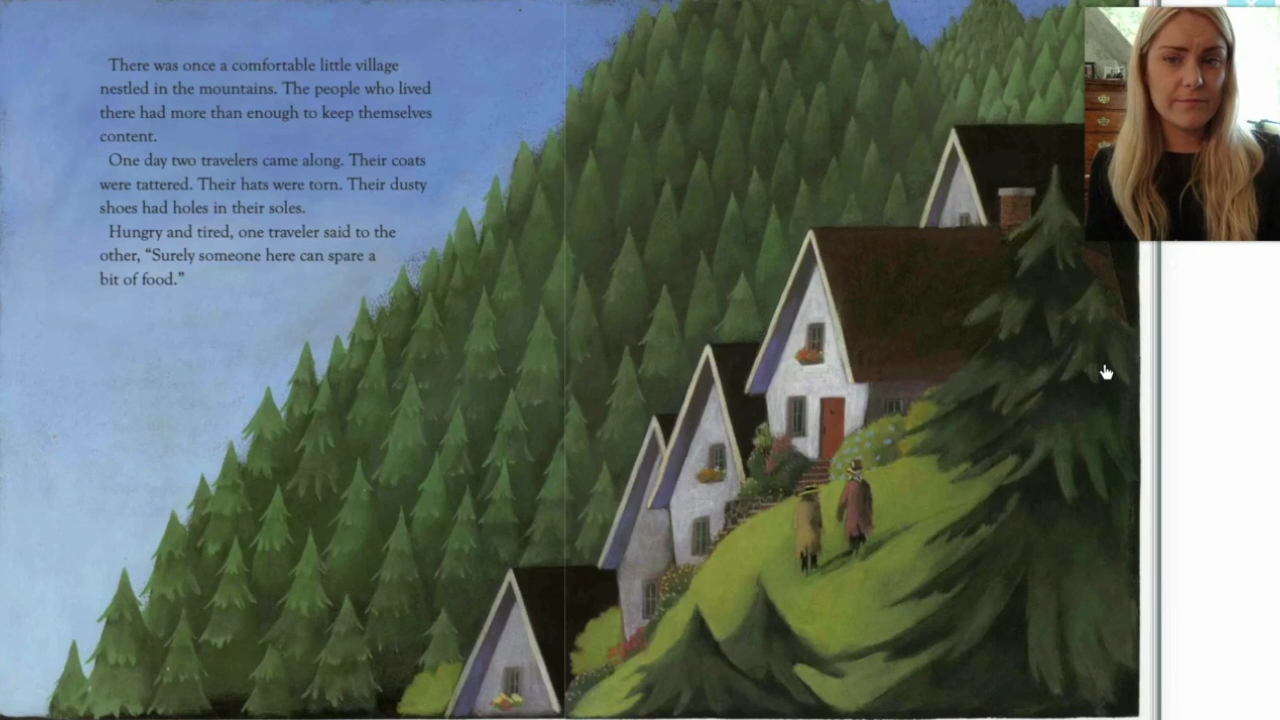 There was once a comfortable little village
nestled in the mountains. The people who lived
there had more than enough to keep themselves
content.
One day two travelers came along. Their coats
were tattered. Their hats were torn. Their dusty
shoes had holes in their soles.
Hungry and tired, one traveler said to the
other, “Surely someone here can spare a
bit of food.”